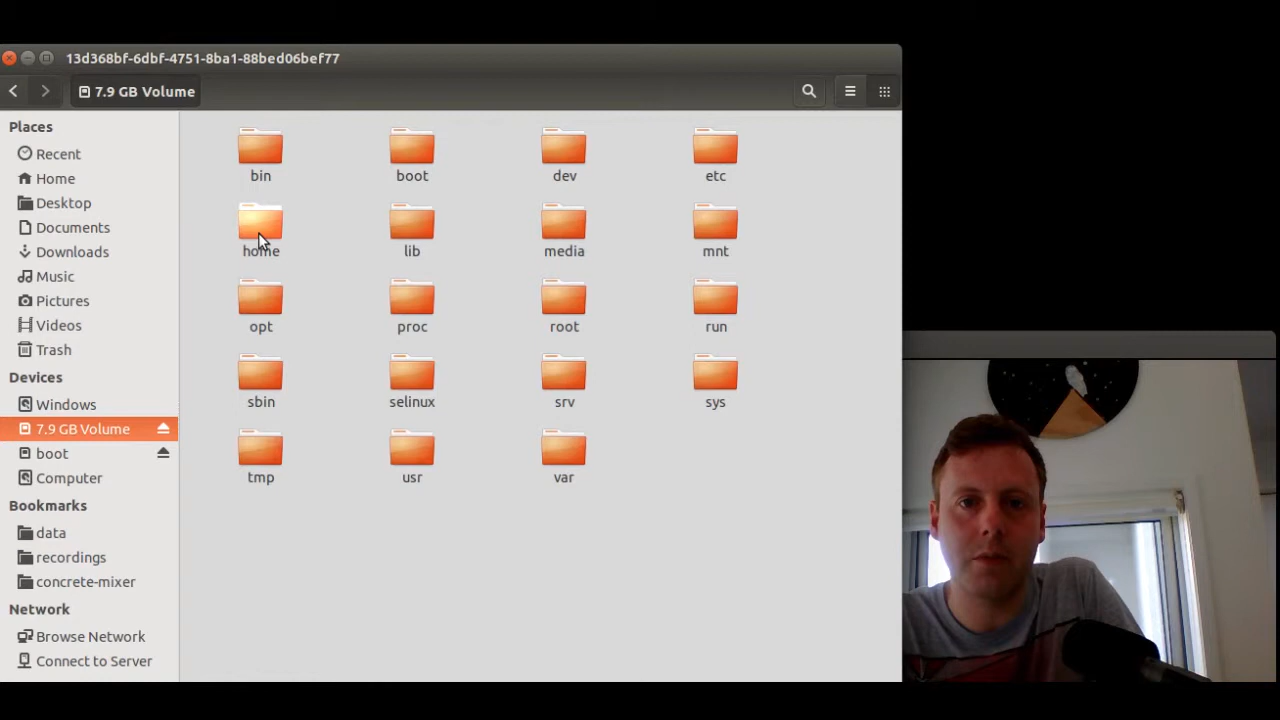 13d368bf-6dbf-4751-8ba1-88bed06bef77
7.9 GB Volume
Places
Recent
Home
Desktop
Documents
Downloads
Music
Pictures
Videos
Trash
Devices
Windows
7.9 GB Volume
boot
Computer
Bookmarks
data
recordings
concrete-mixer
Network
Browse Network
Connect to Server
bin boot dev etc
home lib media mnt
opt proc root run
sbin selinux srv sys
tmp usr var